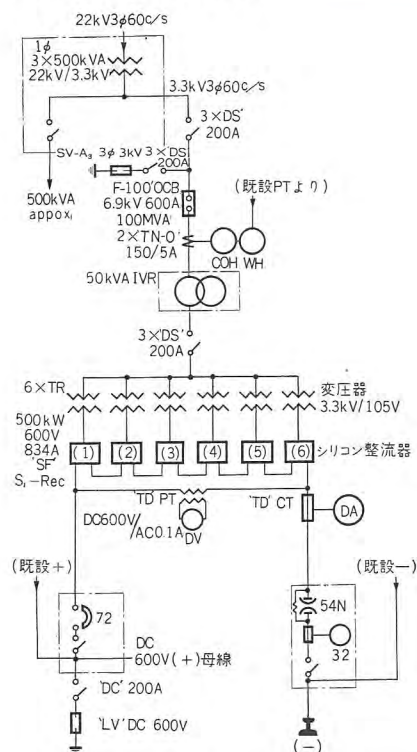 22kV3φ60c/s
1φ
3×500kVA
22kV/3.3kV
3.3kV3φ60c/s
3×DS'
200A
SV-A₃ 3φ 3kV 3×'DS'
200A
500kVA
appox,
F-100'OCB
6.9kV 600A
100MVA'
(既設PTより)
2×TN-O'
150/5A
COH WH
50kVA IVR
3×'DS'
200A
6×TR
変圧器
3.3kV/105V
500kW
600V
834A
'SF'
S₁-Rec
(1) (2) (3) (4) (5) (6)
シリコン整流器
'TD'PT
'TD' CT
DC600V
/AC0.1A
DV
DA
(既設+)
(既設ー)
72
54N
32
DC
600V(+)母線
'DC' 200A
'LV'DC 600V
(ー)